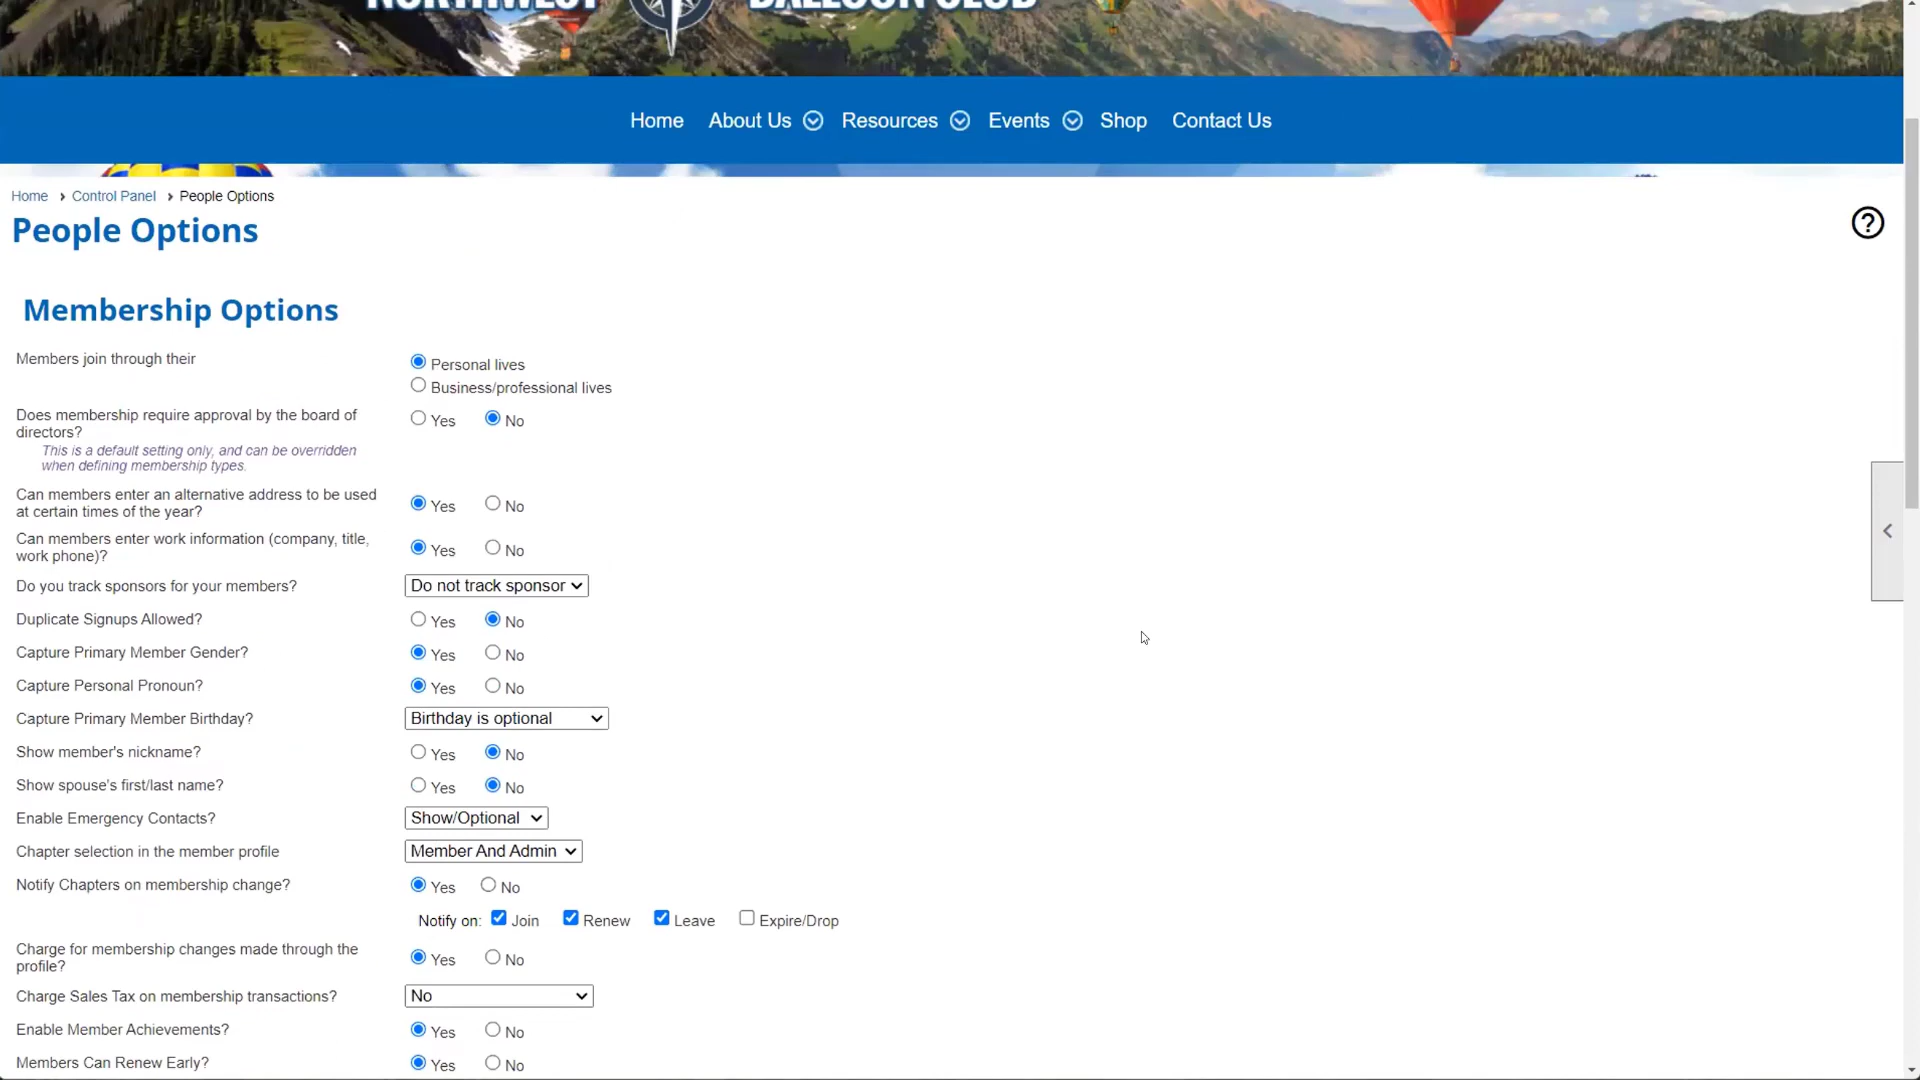 NORTHWEST BALLOON CLUB
Home About Us Resources Events Shop Contact Us
Home › Control Panel › People Options
People Options
?
Membership Options
Members join through their
Personal lives
Business/professional lives
Does membership require approval by the board of
directors?
Yes No
This is a default setting only, and can be overridden
when defining membership types.
Can members enter an alternative address to be used
at certain times of the year?
Yes No
Can members enter work information (company, title,
work phone)?
Yes No
Do you track sponsors for your members? Do not track sponsor
Duplicate Signups Allowed? Yes No
Capture Primary Member Gender? Yes No
Capture Personal Pronoun? Yes No
Capture Primary Member Birthday? Birthday is optional
Show member's nickname? Yes No
Show spouse's first/last name? Yes No
Enable Emergency Contacts? Show/Optional
Chapter selection in the member profile Member And Admin
Notify Chapters on membership change? Yes No
Notify on: Join Renew Leave Expire/Drop
Charge for membership changes made through the
profile?
Yes No
Charge Sales Tax on membership transactions? No
Enable Member Achievements? Yes No
Members Can Renew Early? Yes No